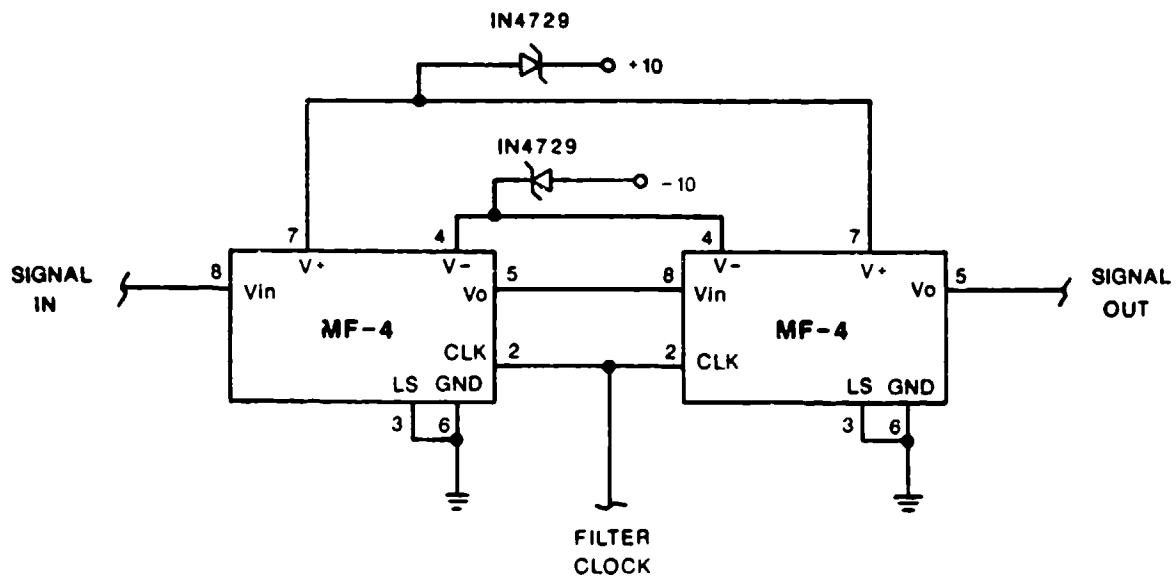 IN4729
+10
IN4729
-10
7
4
4
7
SIGNAL
IN
8
V+
V-
5
8
V-
V+
5
SIGNAL
OUT
Vin
Vo
Vin
Vo
MF-4
MF-4
CLK
2
2
CLK
LS
GND
LS
GND
3
6
3
6
FILTER
CLOCK